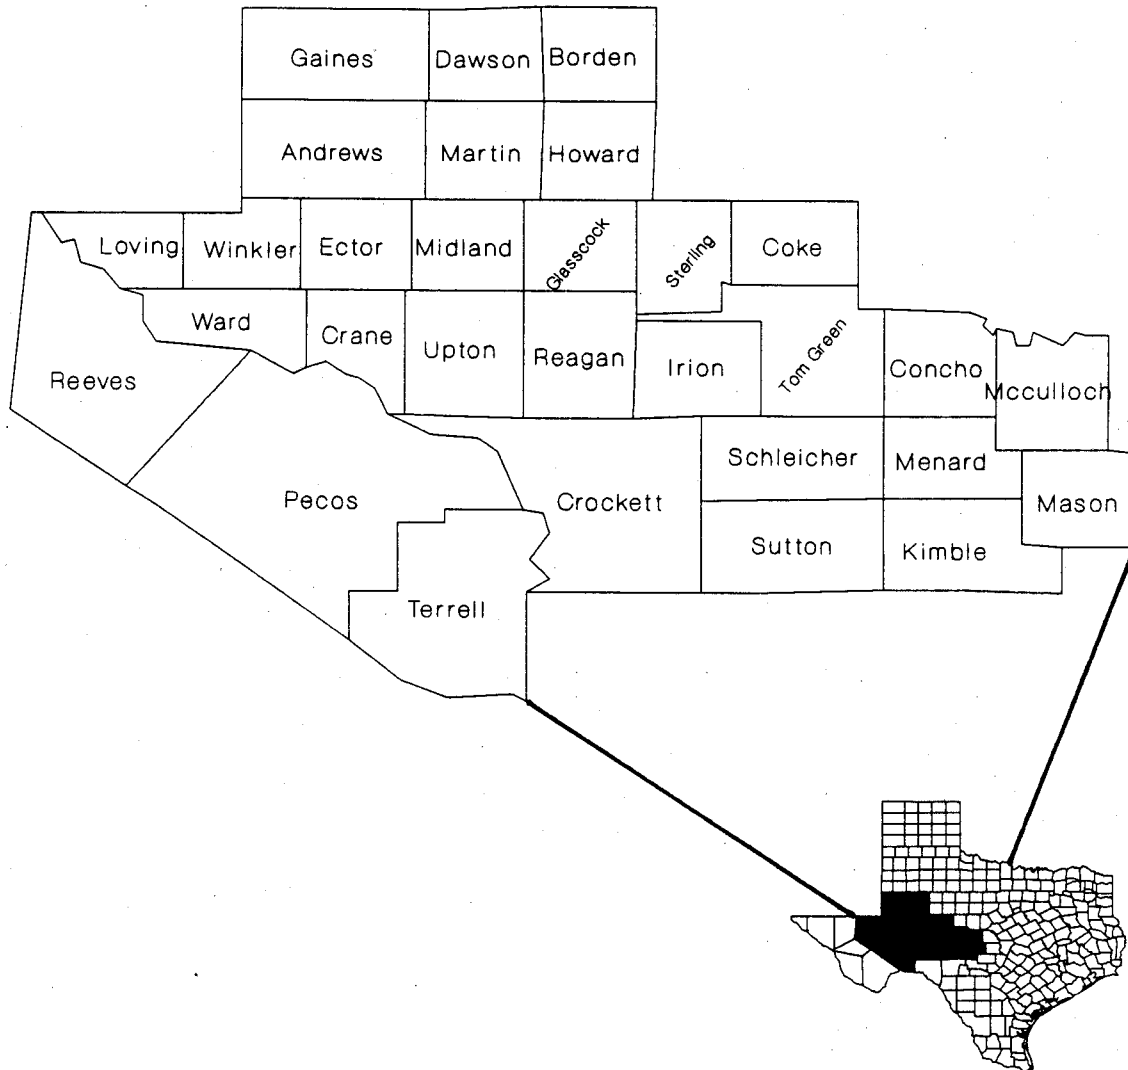 Gaines Dawson Borden
Andrews Martin Howard
Loving Winkler Ector Midland Glasscock Sterling Coke
Ward Crane Upton Reagan Irion Tom Green Concho Mcculloch
Reeves
Schleicher Menard
Pecos Crockett Mason
Sutton Kimble
Terrell